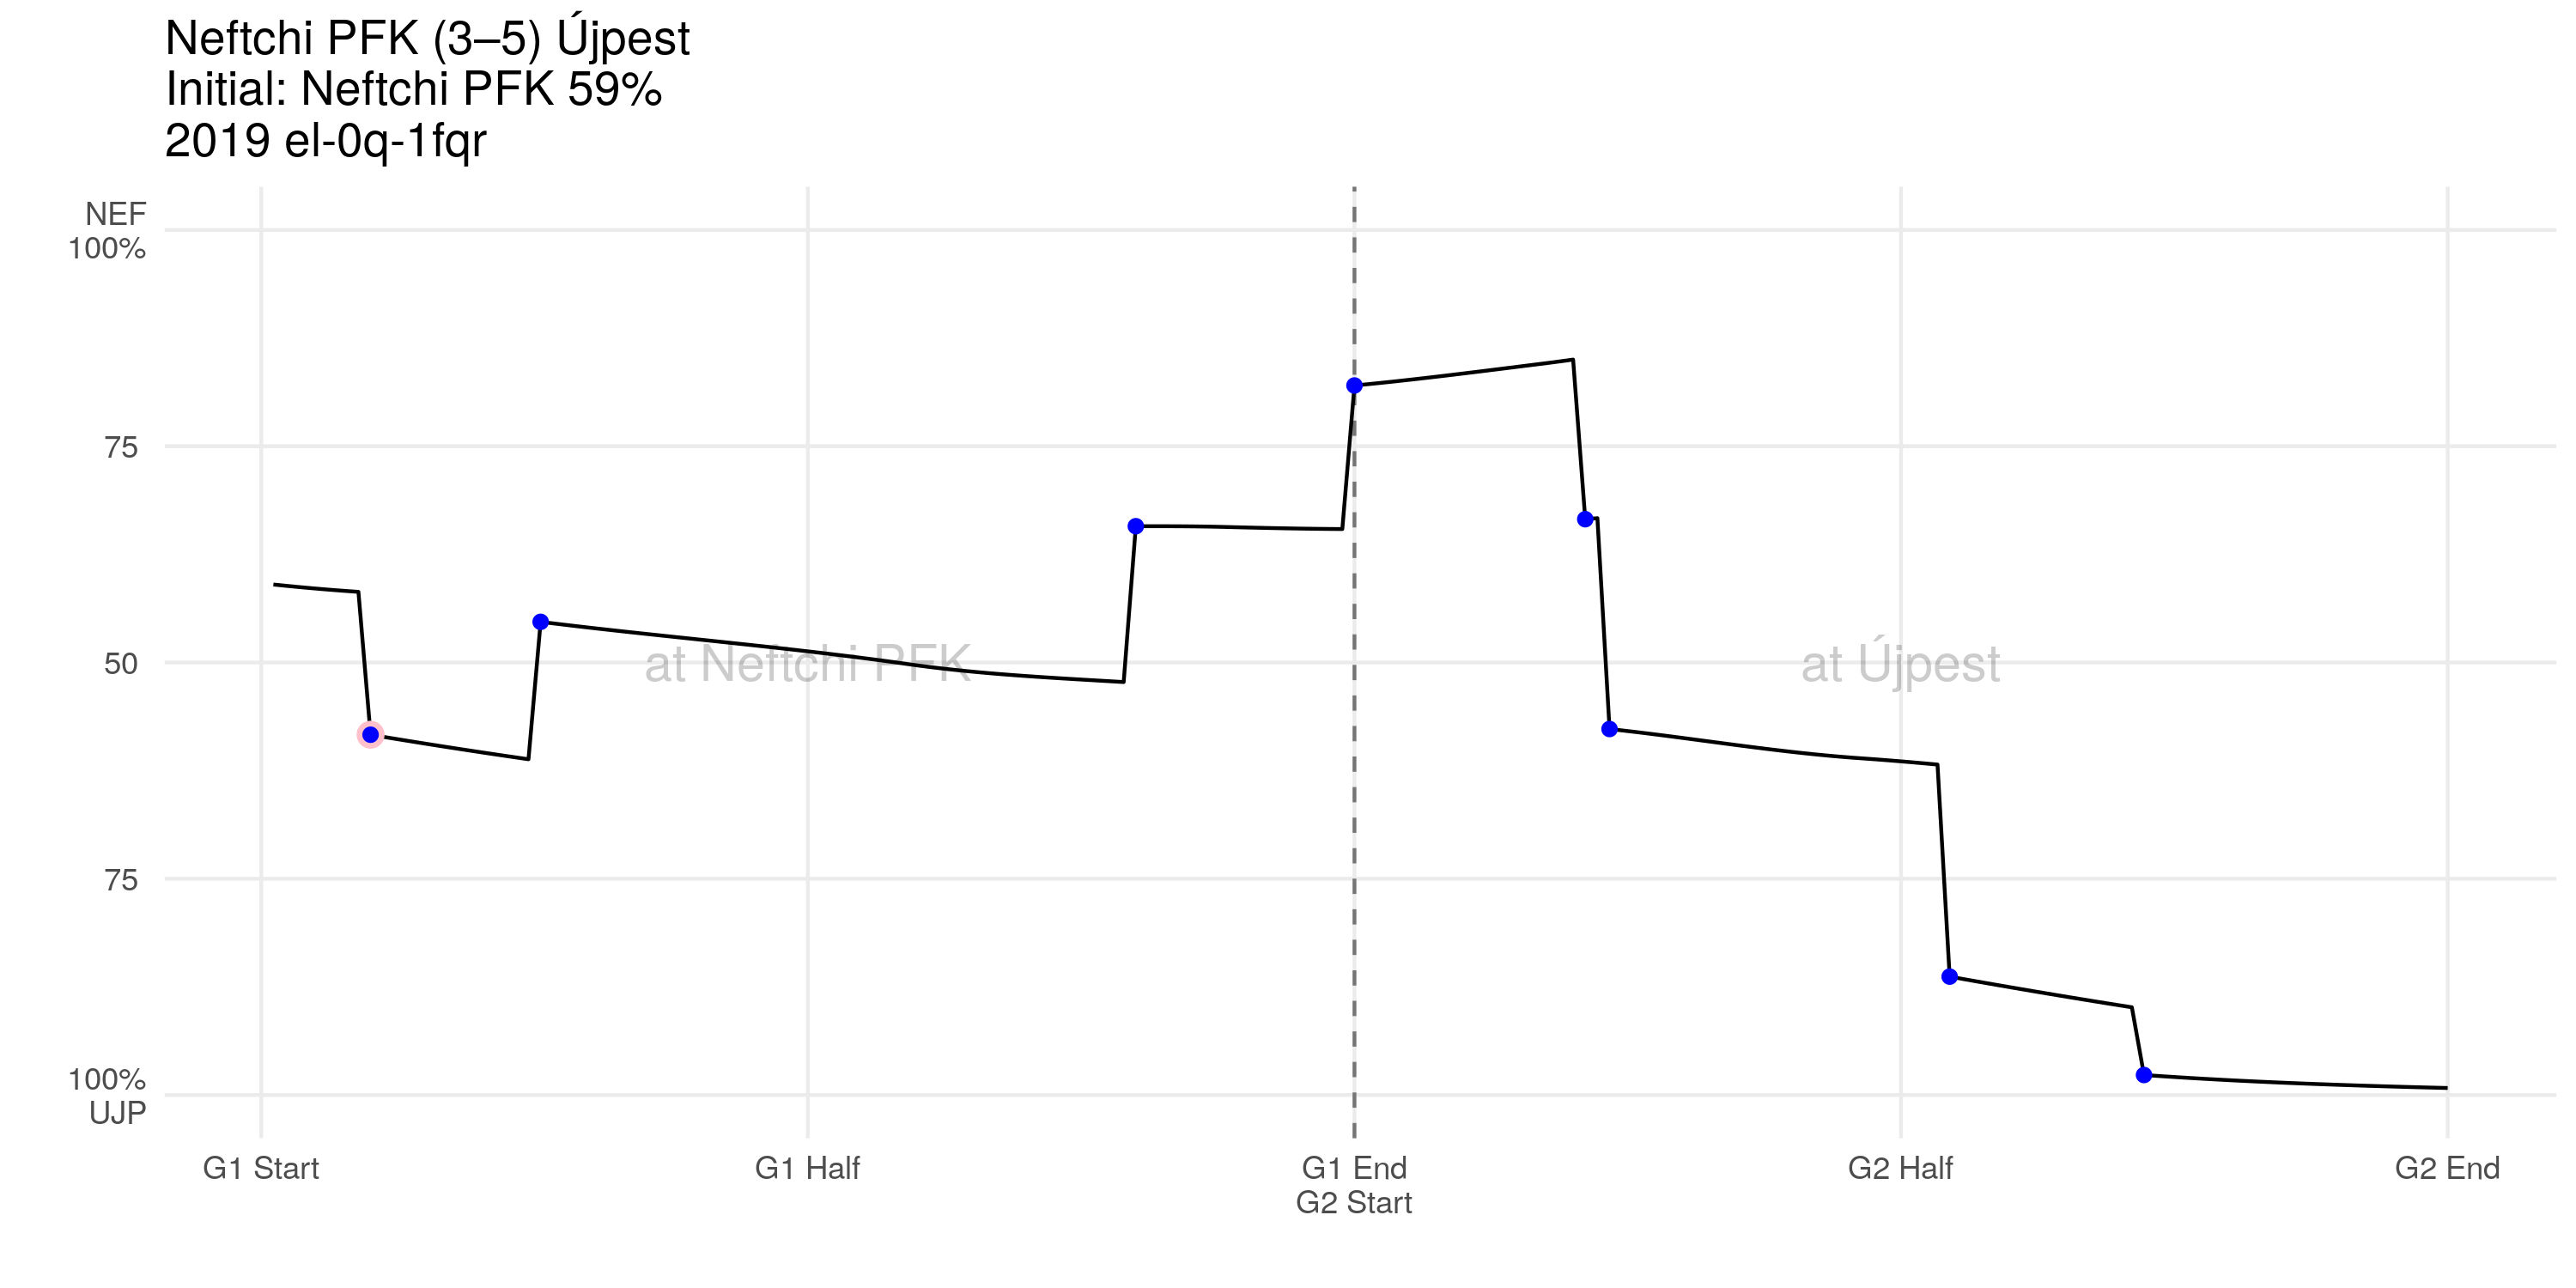 Neftchi PFK (3–5) Újpest
Initial: Neftchi PFK 59%
2019 el-0q-1fqr
NEF
100%
75
50
75
100%
UJP
at Neftchi PFK
at Újpest
G1 Start
G1 Half
G1 End
G2 Start
G2 Half
G2 End